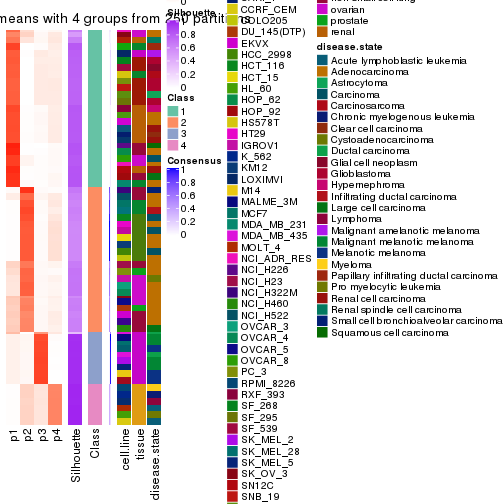 means with 4 groups from 250 partitions
Silhouette
1
0.8
0.6
0.4
0.2
0
Class
1
2
3
4
Consensus
1
0.8
0.6
0.4
0.2
0
p1
p2
p3
p4
Silhouette
Class
cell.line
tissue
disease.state
CCRF_CEM
COLO205
DU_145(DTP)
EKVX
HCC_2998
HCT_116
HCT_15
HL_60
HOP_62
HOP_92
HS578T
HT29
IGROV1
K_562
KM12
LOXIMVI
M14
MALME_3M
MCF7
MDA_MB_231
MDA_MB_435
MOLT_4
NCI_ADR_RES
NCI_H226
NCI_H23
NCI_H322M
NCI_H460
NCI_H522
OVCAR_3
OVCAR_4
OVCAR_5
OVCAR_8
PC_3
RPMI_8226
RXF_393
SF_268
SF_295
SF_539
SK_MEL_2
SK_MEL_28
SK_MEL_5
SK_OV_3
SN12C
SNB_19
ovarian
prostate
renal
disease.state
Acute lymphoblastic leukemia
Adenocarcinoma
Astrocytoma
Carcinoma
Carcinosarcoma
Chronic myelogenous leukemia
Clear cell carcinoma
Cystoadenocarcinoma
Ductal carcinoma
Glial cell neoplasm
Glioblastoma
Hypernephroma
Infiltrating ductal carcinoma
Large cell carcinoma
Lymphoma
Malignant amelanotic melanoma
Malignant melanotic melanoma
Melanotic melanoma
Myeloma
Papillary infiltrating ductal carcinoma
Pro myelocytic leukemia
Renal cell carcinoma
Renal spindle cell carcinoma
Small cell bronchioalveolar carcinoma
Squamous cell carcinoma